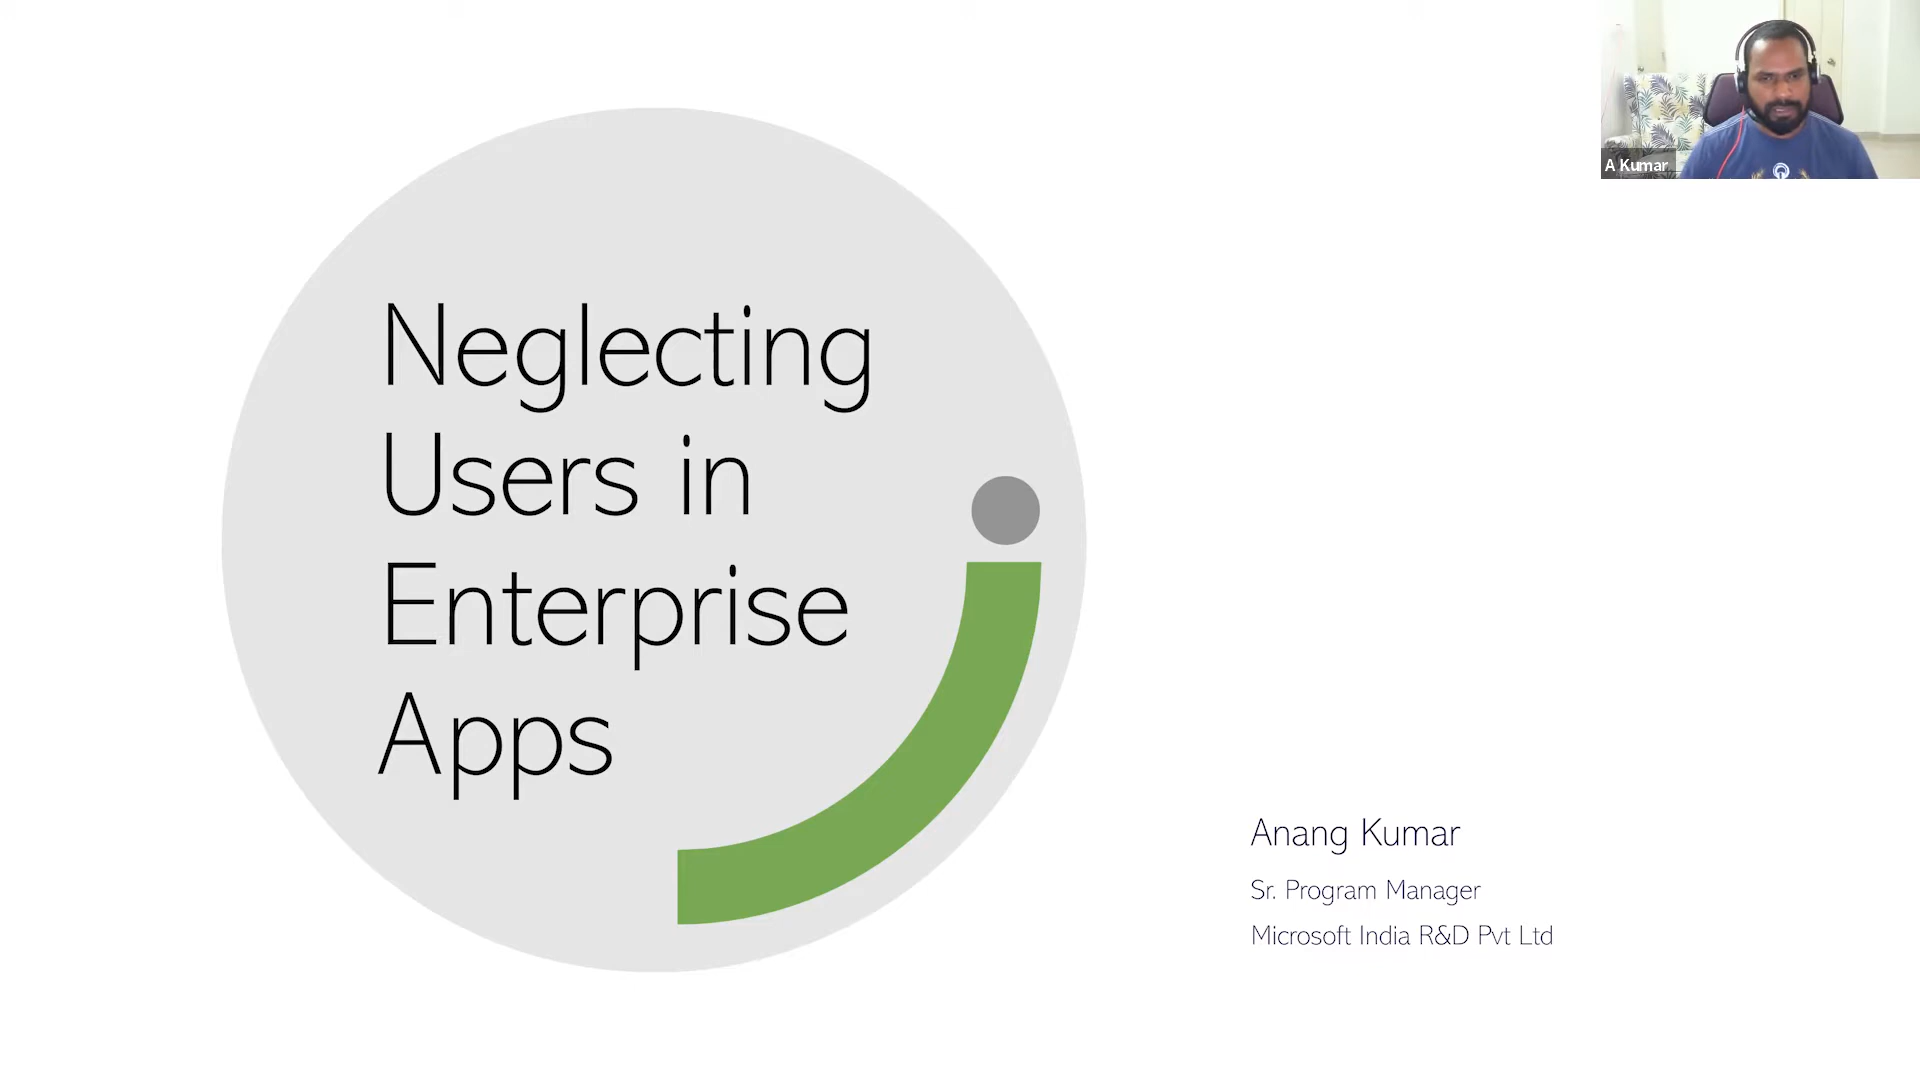 A Kumar
Neglecting
Users in
Enterprise
Apps
Anang Kumar
Sr. Program Manager
Microsoft India R&D Pvt Ltd